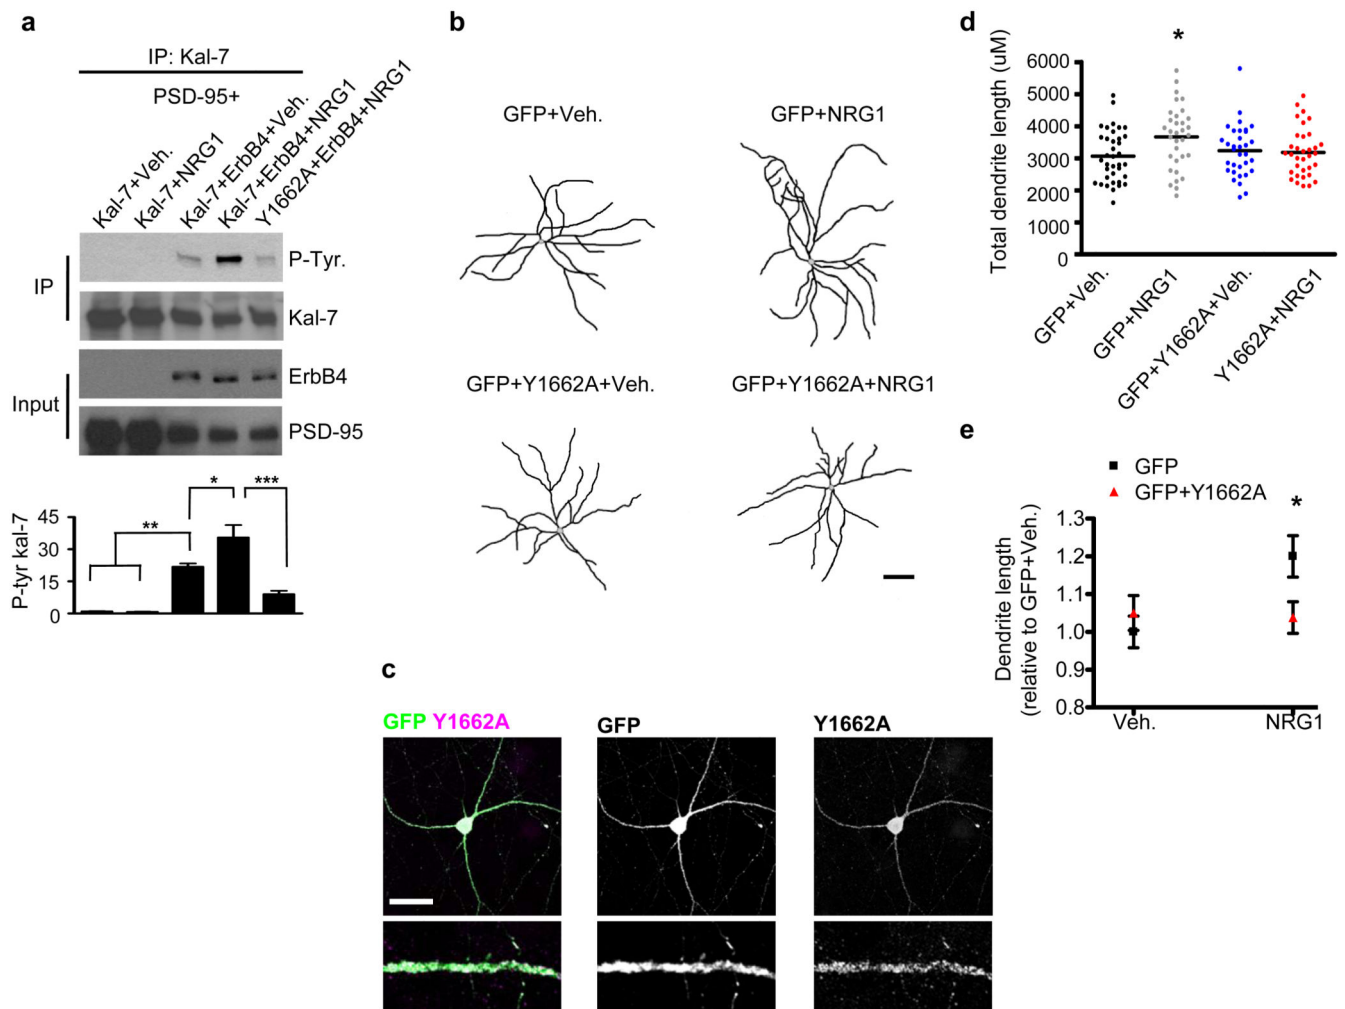 a
IP: Kal-7
PSD-95+
Kal-7+Veh.
Kal-7+NRG1
Kal-7+ErbB4+Veh.
Kal-7+ErbB4+NRG1
Y1662A+ErbB4+NRG1
IP
P-Tyr.
Kal-7
Input
ErbB4
PSD-95
P-tyr kal-7
45
30
15
0
**
*
***
b
GFP+Veh.
GFP+NRG1
GFP+Y1662A+Veh.
GFP+Y1662A+NRG1
c
GFP Y1662A
GFP
Y1662A
d
*
Total dendrite length (uM)
6000
5000
4000
3000
2000
1000
0
GFP+Veh.
GFP+NRG1
GFP+Y1662A+Veh.
Y1662A+NRG1
e
GFP
GFP+Y1662A
*
Dendrite length
(relative to GFP+Veh.)
1.3
1.2
1.1
1.0
0.9
0.8
Veh.
NRG1